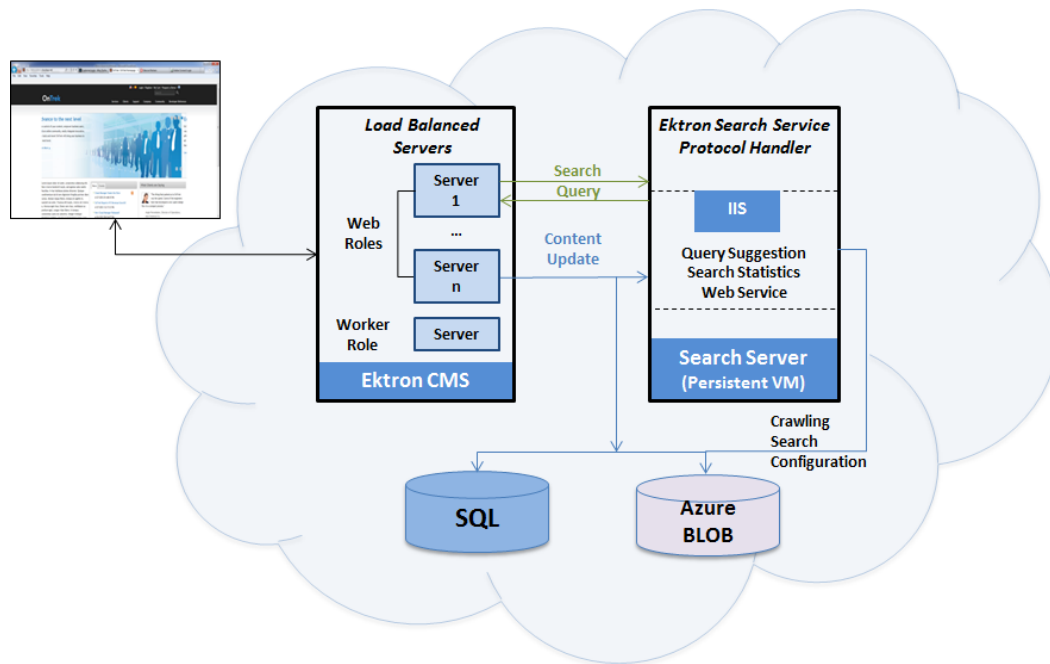 OnTrek
Load Balanced
Servers
Server
1
Web
Roles
...
Server
n
Worker
Role
Server
Ektron CMS
Search
Query
Content
Update
Ektron Search Service
Protocol Handler
IIS
Query Suggestion
Search Statistics
Web Service
Search Server
(Persistent VM)
Crawling
Search
Configuration
SQL
Azure
BLOB